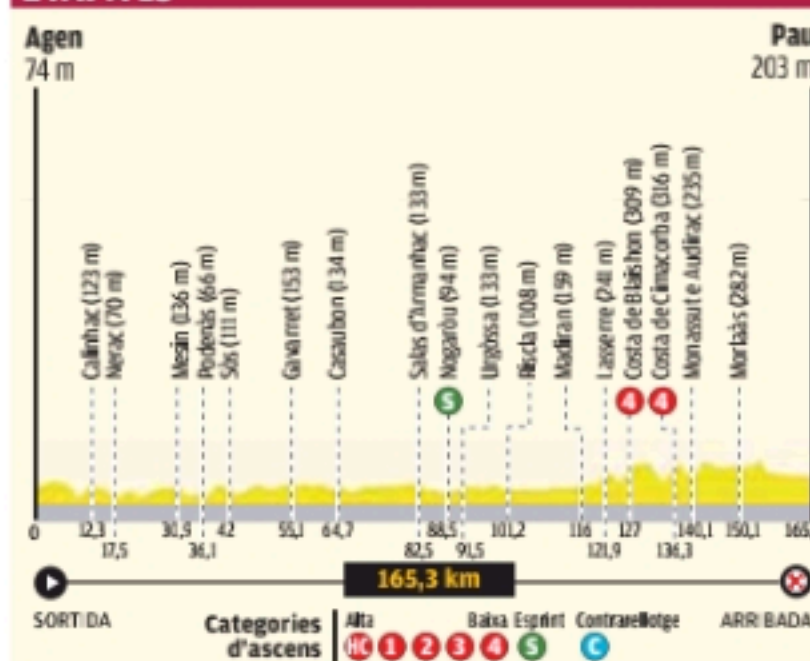 Agen
74 m
Pau
203 m
Calinhac (123 m)
Nerac (70 m)
Mesin (136 m)
Podenàs (66 m)
Sòs (111 m)
Gavarret (153 m)
Casaubon (134 m)
Salas d'Armanhac (133 m)
Nogaròu (94 m)
Urgòssa (133 m)
Riscla (108 m)
Madiran (159 m)
Lasserre (241 m)
Costa de Blaishon (309 m)
Costa de Cimacorba (316 m)
Monassut e Audirac (235 m)
Morlaàs (282 m)
S
4
4
0
12,3
17,5
30,9
36,1
42
55,1
64,7
82,5
88,5
91,5
101,2
116
121,9
127
136,3
140,1
150,1
165,
165,3 km
SORTIDA
ARRIBADA
Categories
d'ascens
Alta
Baixa
Esprint
Contrarellotge
HC 1 2 3 4 S C